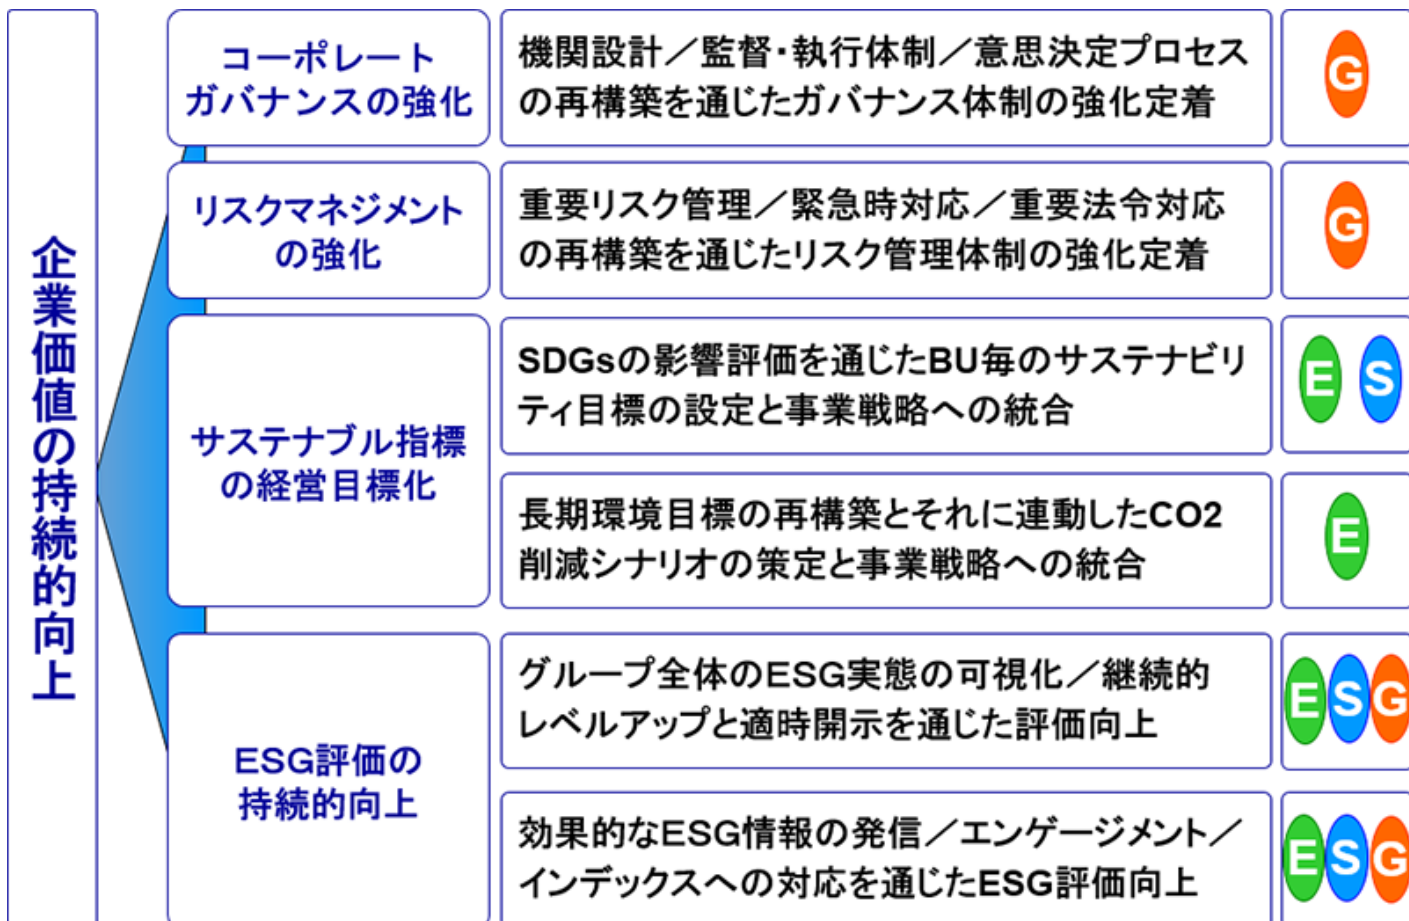 企業価値の持続的向上
コーポレート
ガバナンスの強化
機関設計／監督・執行体制／意思決定プロセス
の再構築を通じたガバナンス体制の強化定着
G
リスクマネジメント
の強化
重要リスク管理／緊急時対応／重要法令対応
の再構築を通じたリスク管理体制の強化定着
G
サステナブル指標
の経営目標化
SDGsの影響評価を通じたBU毎のサステナビリ
ティ目標の設定と事業戦略への統合
E S
長期環境目標の再構築とそれに連動したCO2
削減シナリオの策定と事業戦略への統合
E
ESG評価の
持続的向上
グループ全体のESG実態の可視化／継続的
レベルアップと適時開示を通じた評価向上
ESG
効果的なESG情報の発信／エンゲージメント／
インデックスへの対応を通じたESG評価向上
ESG